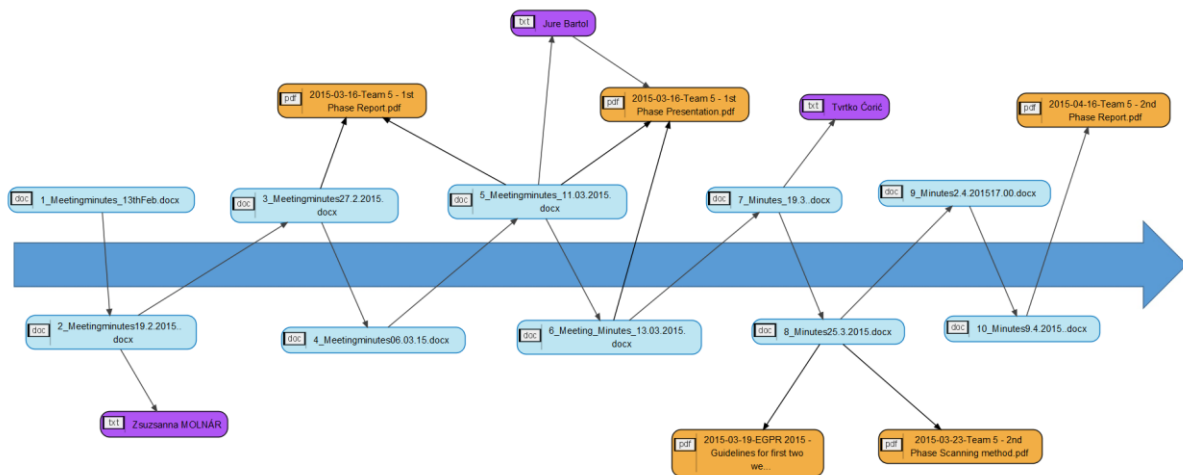 txt
Jure Bartol
pdf
2015-03-16-Team 5 - 1st
Phase Report.pdf
pdf
2015-03-16-Team 5 - 1st
Phase Presentation.pdf
txt
Tvrtko Ćorić
pdf
2015-04-16-Team 5 - 2nd
Phase Report.pdf
doc
1_Meetingminutes_13thFeb.docx
doc
3_Meetingminutes27.2.2015.
docx
doc
5_Meetingminutes_11.03.2015.
docx
doc
7_Minutes_19.3..docx
doc
9_Minutes2.4.201517.00.docx
doc
2_Meetingminutes19.2.2015..
docx
doc
4_Meetingminutes06.03.15.docx
doc
6_Meeting_Minutes_13.03.2015.
docx
doc
8_Minutes25.3.2015.docx
doc
10_Minutes9.4.2015..docx
txt
Zsuzsanna MOLNÁR
pdf
2015-03-19-EGPR 2015 -
Guidelines for first two
we...
pdf
2015-03-23-Team 5 - 2nd
Phase Scanning method.pdf